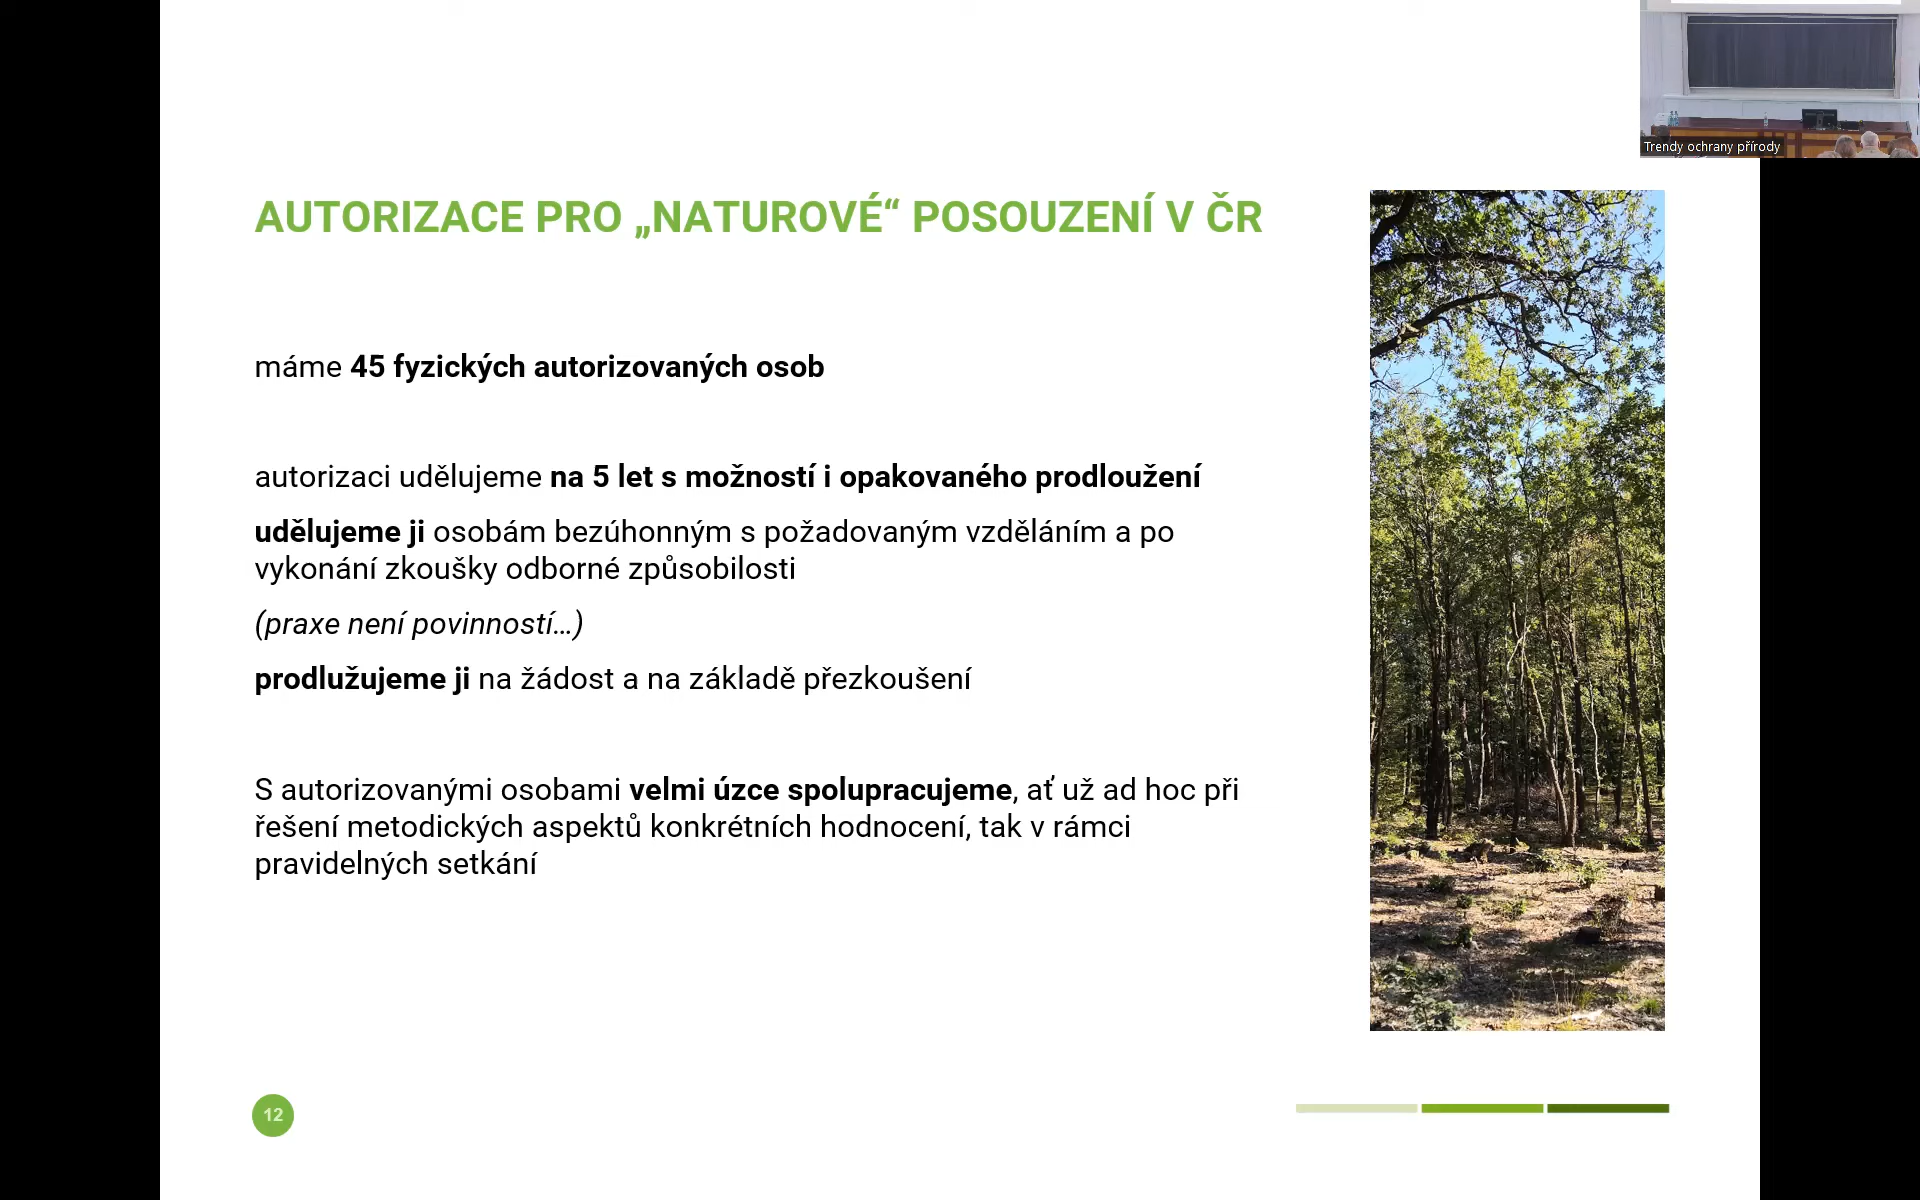 Trendy ochrany přírody
AUTORIZACE PRO „NATUROVÉ“ POSOUZENÍ V ČR
máme 45 fyzických autorizovaných osob
autorizaci udělujeme na 5 let s možností i opakovaného prodloužení
udělujeme ji osobám bezúhonným s požadovaným vzděláním a po
vykonání zkoušky odborné způsobilosti
(praxe není povinností…)
prodlužujeme ji na žádost a na základě přezkoušení
S autorizovanými osobami velmi úzce spolupracujeme, ať už ad hoc při
řešení metodických aspektů konkrétních hodnocení, tak v rámci
pravidelných setkání
12